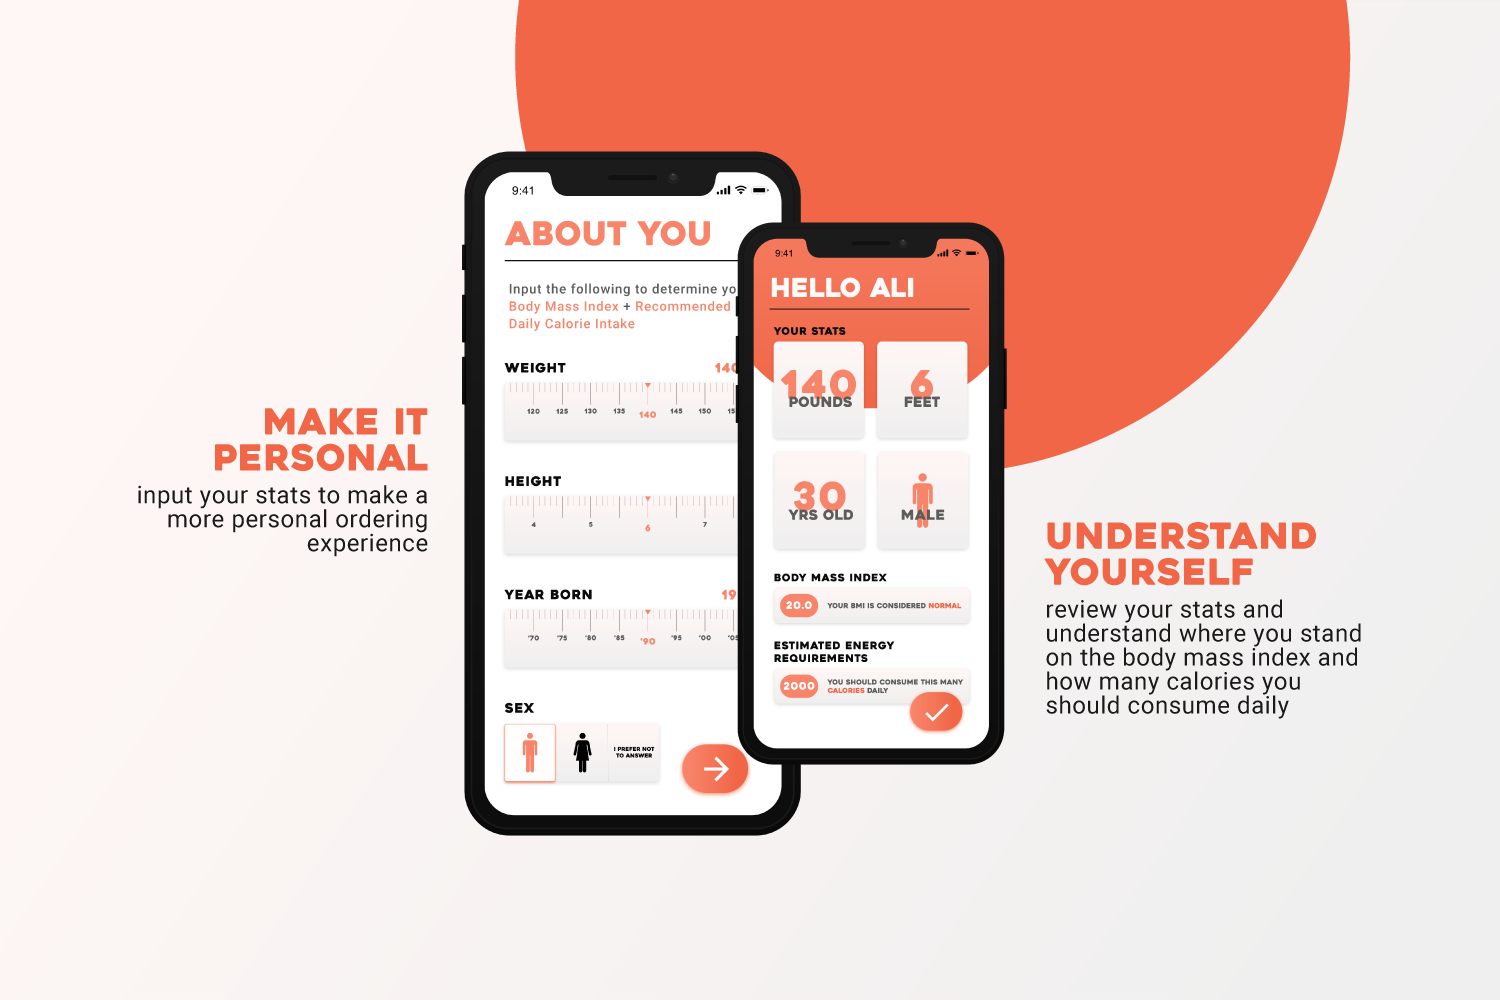 MAKE IT
PERSONAL
input your stats to make a
more personal ordering
experience
9:41
ABOUT YOU
Input the following to determine yo
Body Mass Index + Recommended
Daily Calorie Intake
WEIGHT 140
120 125 130 135 140 145 150 15
HEIGHT
4 5 6 7
YEAR BORN 19
'70 '75 '80 '85 '90 '95 '00 '05
SEX
I PREFER NOT
TO ANSWER
9:41
HELLO ALI
YOUR STATS
140 6
POUNDS FEET
30
YRS OLD MALE
BODY MASS INDEX
20.0 YOUR BMI IS CONSIDERED NORMAL
ESTIMATED ENERGY
REQUIREMENTS
2000 YOU SHOULD CONSUME THIS MANY
CALORIES DAILY
UNDERSTAND
YOURSELF
review your stats and
understand where you stand
on the body mass index and
how many calories you
should consume daily